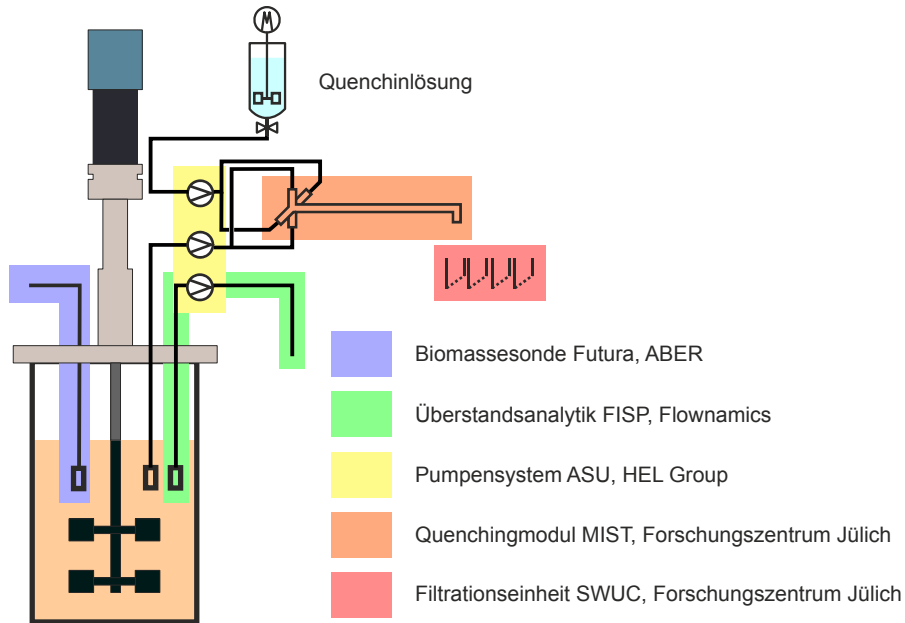 M
Quenchinlösung
Biomassesonde Futura, ABER
Überstandsanalytik FISP, Flownamics
Pumpensystem ASU, HEL Group
Quenchingmodul MIST, Forschungszentrum Jülich
Filtrationseinheit SWUC, Forschungszentrum Jülich